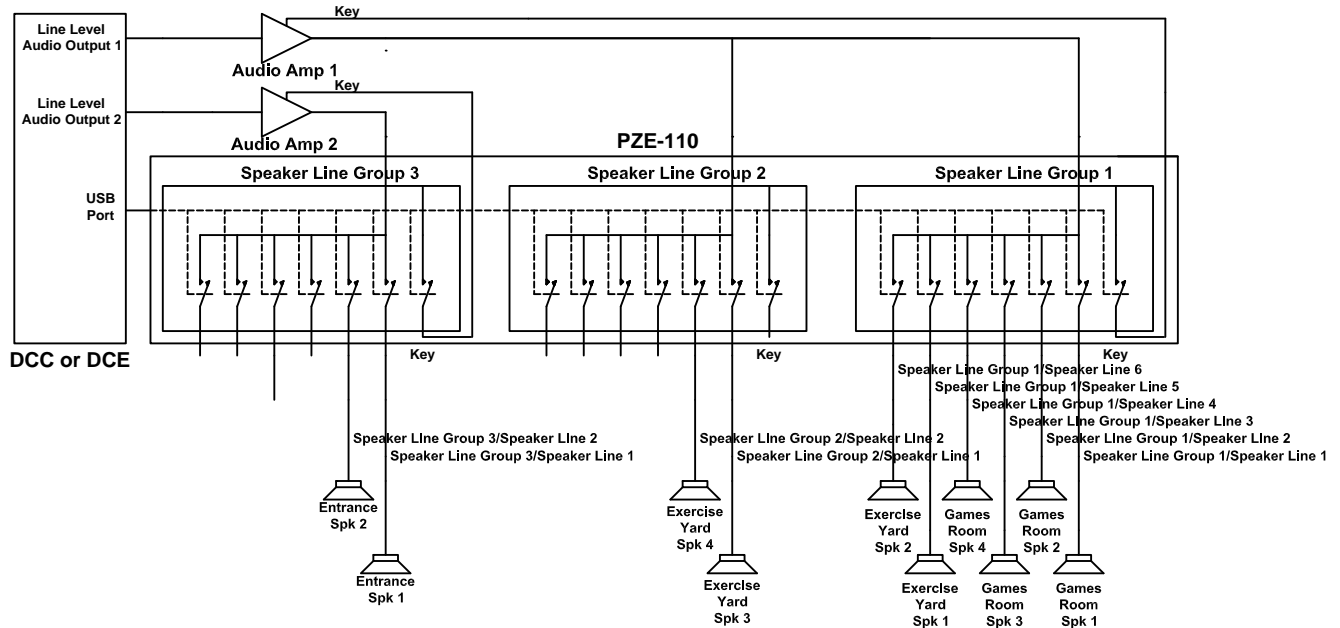 Key
Line Level
Audio Output 1
Audio Amp 1
Key
Line Level
Audio Output 2
Audio Amp 2
PZE-110
Speaker Line Group 3
Speaker Line Group 2
Speaker Line Group 1
USB
Port
DCC or DCE
Key
Key
Key
Speaker Line Group 1/Speaker Line 6
Speaker Line Group 1/Speaker Line 5
Speaker Line Group 1/Speaker Line 4
Speaker Line Group 1/Speaker Line 3
Speaker Line Group 3/Speaker Line 2
Speaker Line Group 2/Speaker Line 2
Speaker Line Group 1/Speaker Line 2
Speaker Line Group 3/Speaker Line 1
Speaker Line Group 2/Speaker Line 1
Speaker Line Group 1/Speaker Line 1
Entrance
Spk 2
Exercise
Yard
Spk 4
Exercise
Yard
Spk 2
Games
Room
Spk 4
Games
Room
Spk 2
Entrance
Spk 1
Exercise
Yard
Spk 3
Exercise
Yard
Spk 1
Games
Room
Spk 3
Games
Room
Spk 1